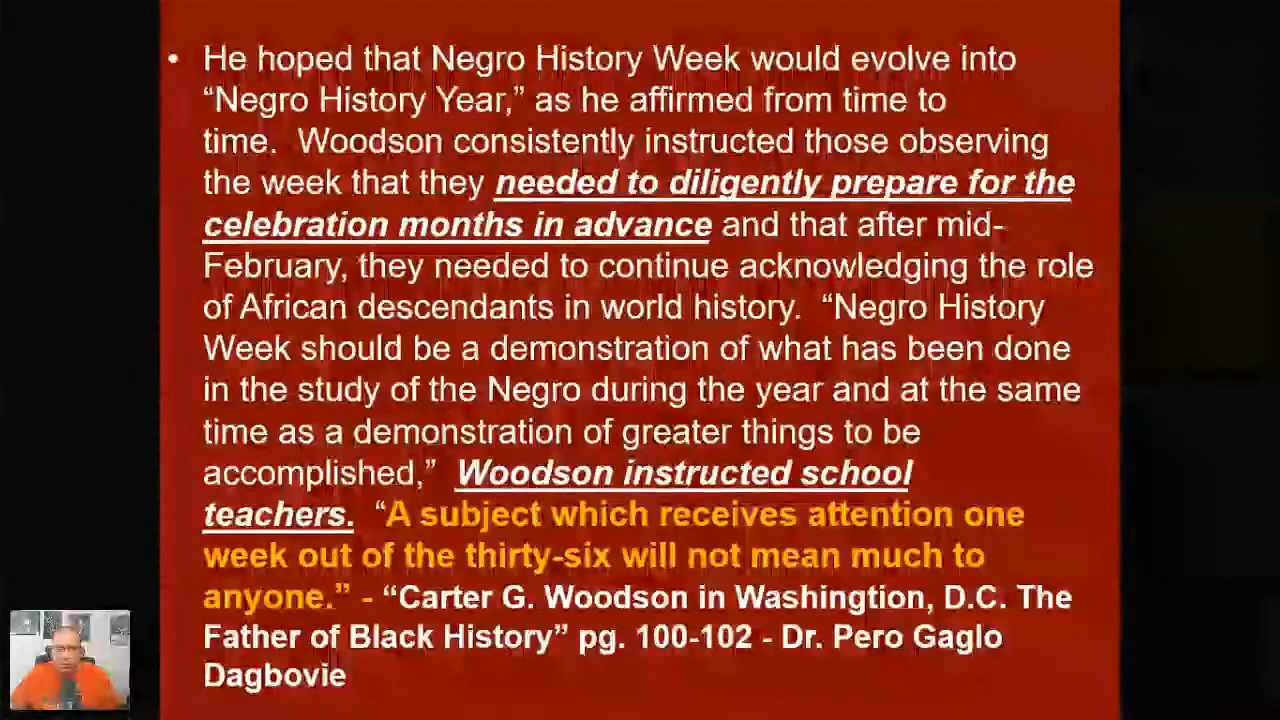 • He hoped that Negro History Week would evolve into
“Negro History Year,” as he affirmed from time to
time.  Woodson consistently instructed those observing
the week that they needed to diligently prepare for the
celebration months in advance and that after mid-
February, they needed to continue acknowledging the role
of African descendants in world history.  “Negro History
Week should be a demonstration of what has been done
in the study of the Negro during the year and at the same
time as a demonstration of greater things to be
accomplished,”  Woodson instructed school
teachers.  “A subject which receives attention one
week out of the thirty-six will not mean much to
anyone.” - “Carter G. Woodson in Washingtion, D.C. The
Father of Black History” pg. 100-102 - Dr. Pero Gaglo
Dagbovie